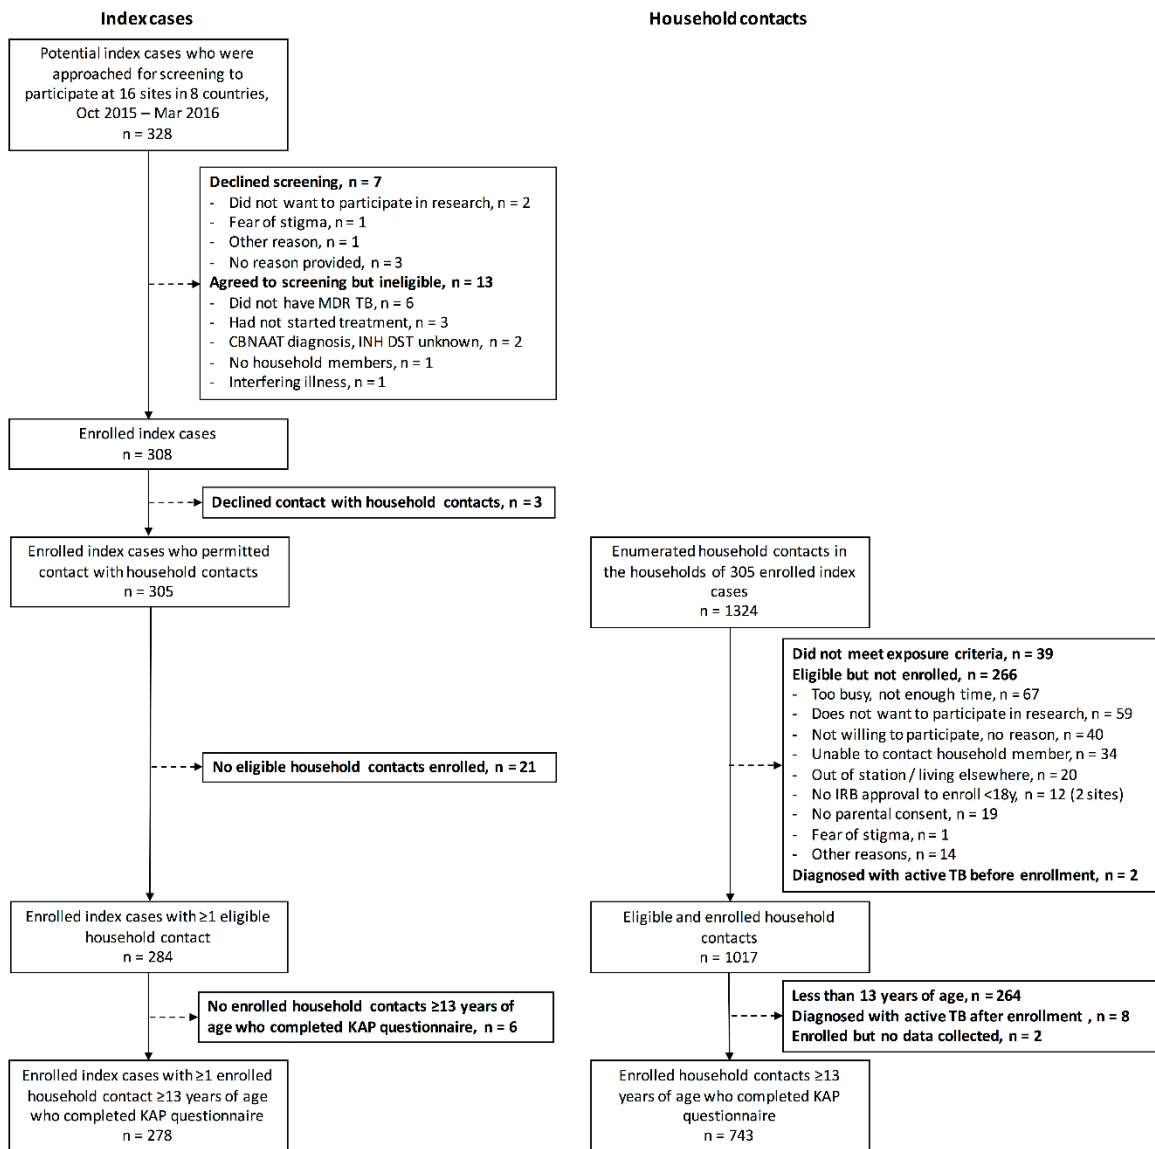 Index cases
Household contacts
Potential index cases who were
approached for screening to
participate at 16 sites in 8 countries,
Oct 2015 – Mar 2016
n = 328
Declined screening, n = 7
- Did not want to participate in research, n = 2
- Fear of stigma, n = 1
- Other reason, n = 1
- No reason provided, n = 3
Agreed to screening but ineligible, n = 13
- Did not have MDR TB, n = 6
- Had not started treatment, n = 3
- CBNAAT diagnosis, INH DST unknown, n = 2
- No household members, n = 1
- Interfering illness, n = 1
Enrolled index cases
n = 308
Declined contact with household contacts, n = 3
Enrolled index cases who permitted
contact with household contacts
n = 305
Enumerated household contacts in
the households of 305 enrolled index
cases
n = 1324
Did not meet exposure criteria, n = 39
Eligible but not enrolled, n = 266
- Too busy, not enough time, n = 67
- Does not want to participate in research, n = 59
- Not willing to participate, no reason, n = 40
- Unable to contact household member, n = 34
- Out of station / living elsewhere, n = 20
- No IRB approval to enroll <18y, n = 12 (2 sites)
- No parental consent, n = 19
- Fear of stigma, n = 1
- Other reasons, n = 14
Diagnosed with active TB before enrollment, n = 2
No eligible household contacts enrolled, n = 21
Enrolled index cases with ≥1 eligible
household contact
n = 284
Eligible and enrolled household
contacts
n = 1017
No enrolled household contacts ≥13 years of
age who completed KAP questionnaire, n = 6
Less than 13 years of age, n = 264
Diagnosed with active TB after enrollment , n = 8
Enrolled but no data collected, n = 2
Enrolled index cases with ≥1 enrolled
household contact ≥13 years of age
who completed KAP questionnaire
n = 278
Enrolled household contacts ≥13
years of age who completed KAP
questionnaire
n = 743